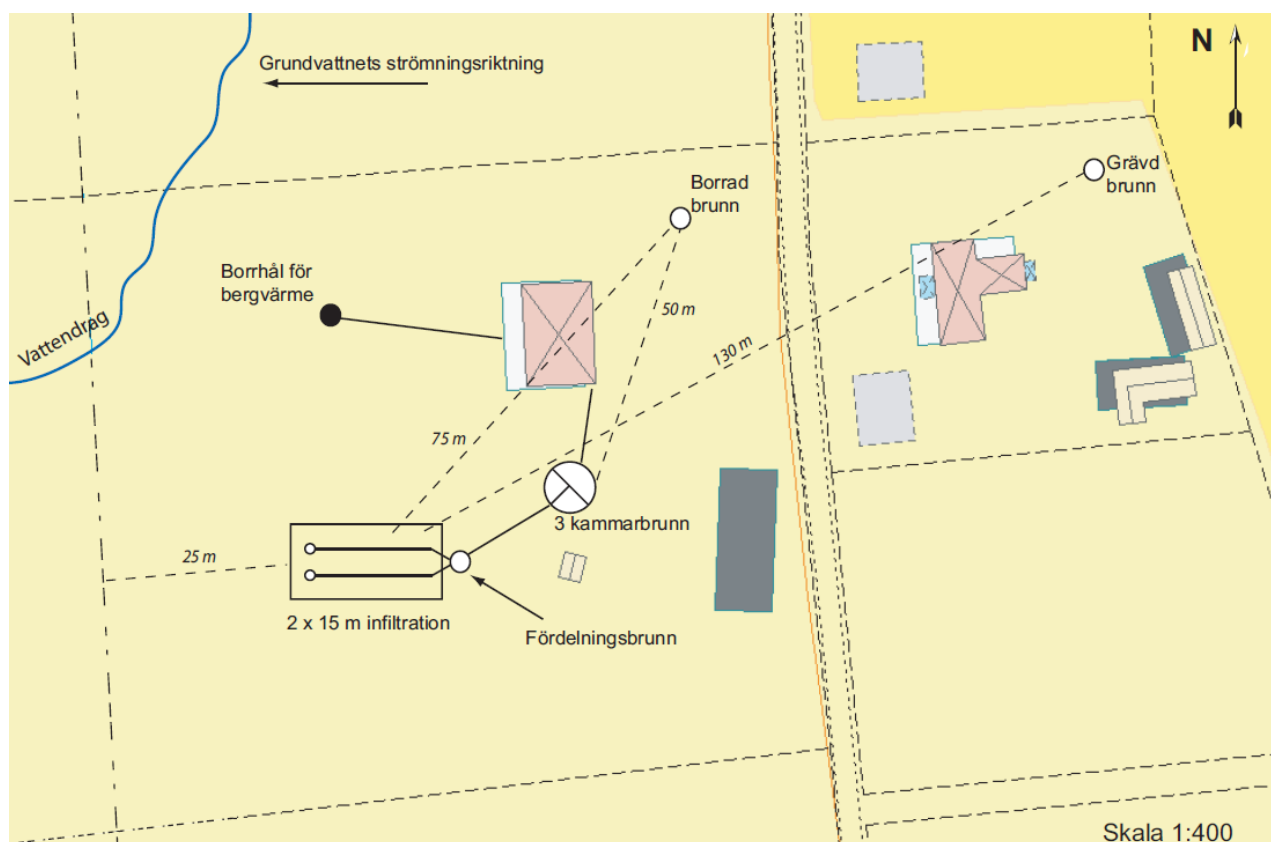 N
Grundvattnets strömningsriktning
Grävd
brunn
Borrad
brunn
Borrhål för
bergvärme
50 m
Vattendrag
130 m
75 m
3 kammarbrunn
25 m
2 x 15 m infiltration
Fördelningsbrunn
Skala 1:400